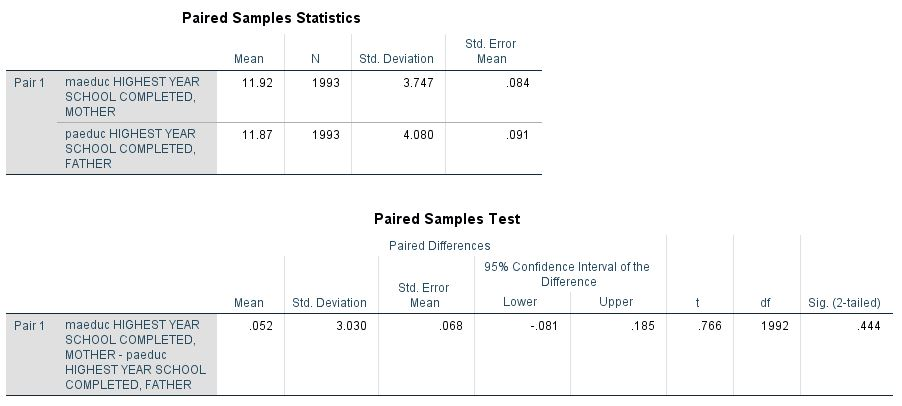 Paired Samples Statistics
Mean N Std. Deviation Std. Error Mean
Pair 1 maeduc HIGHEST YEAR SCHOOL COMPLETED, MOTHER 11.92 1993 3.747 .084
paeduc HIGHEST YEAR SCHOOL COMPLETED, FATHER 11.87 1993 4.080 .091
Paired Samples Test
Paired Differences
95% Confidence Interval of the Difference
Mean Std. Deviation Std. Error Mean Lower Upper t df Sig. (2-tailed)
Pair 1 maeduc HIGHEST YEAR SCHOOL COMPLETED, MOTHER - paeduc HIGHEST YEAR SCHOOL COMPLETED, FATHER .052 3.030 .068 -.081 .185 .766 1992 .444